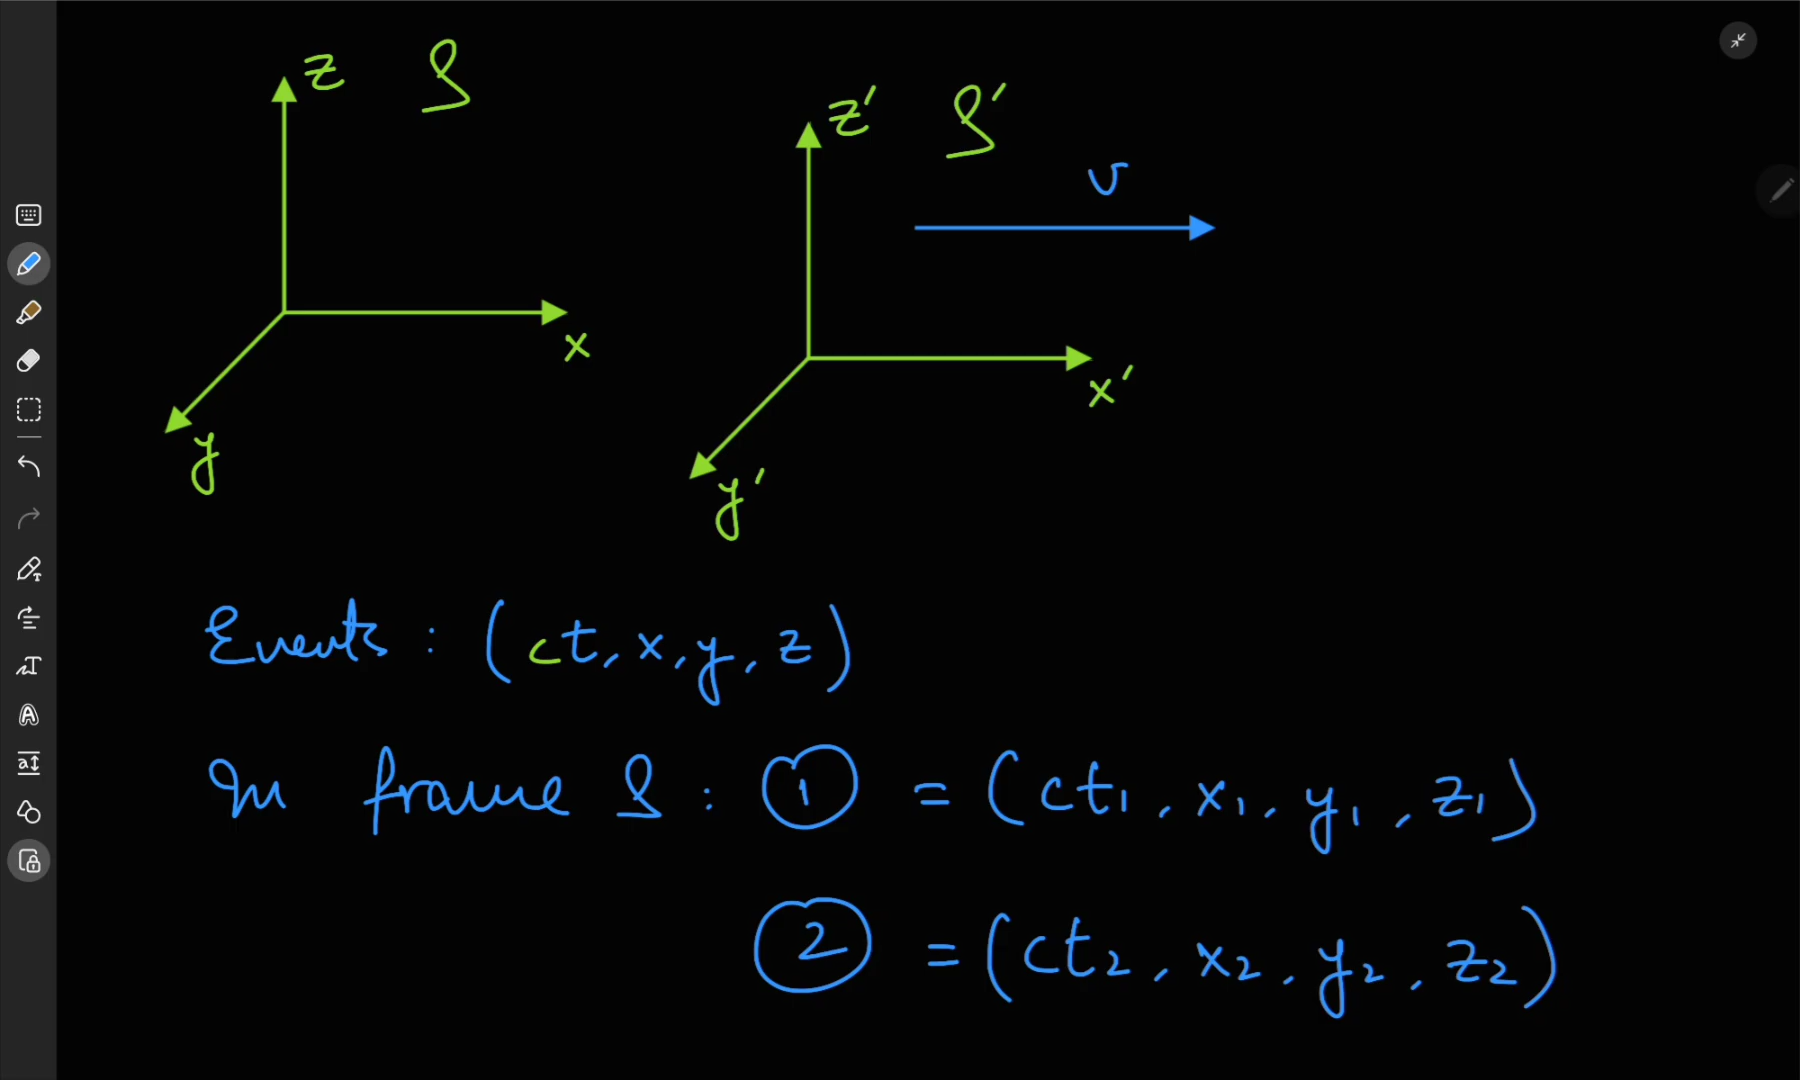 z S
z′ S′
v
x
x′
y
y′
Events : (ct, x, y, z)
In frame S : ① = (ct₁, x₁, y₁, z₁)
② = (ct₂, x₂, y₂, z₂)